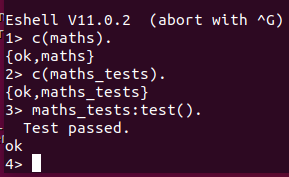 Eshell V11.0.2  (abort with ^G)
1> c(maths).
{ok,maths}
2> c(maths_tests).
{ok,maths_tests}
3> maths_tests:test().
  Test passed.
ok
4>